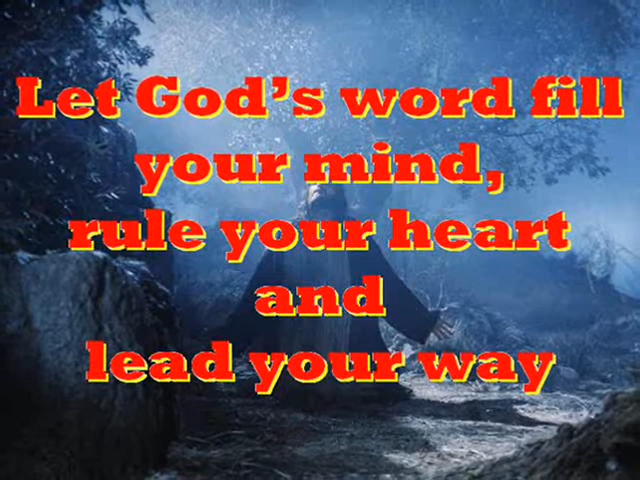 Let God’s word fill
your mind,
rule your heart
and
lead your way